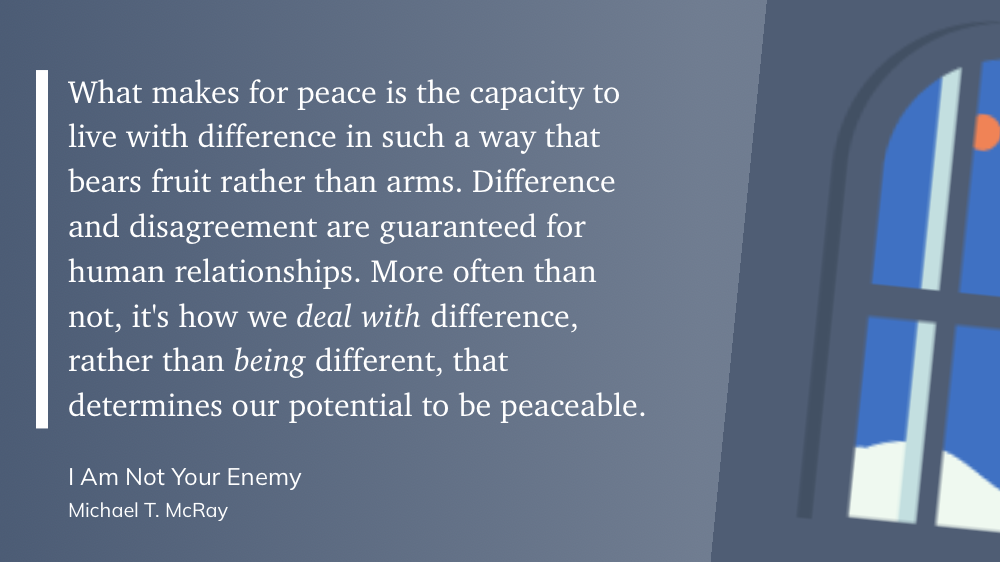 What makes for peace is the capacity to
live with difference in such a way that
bears fruit rather than arms. Difference
and disagreement are guaranteed for
human relationships. More often than
not, it's how we deal with difference,
rather than being different, that
determines our potential to be peaceable.
I Am Not Your Enemy
Michael T. McRay